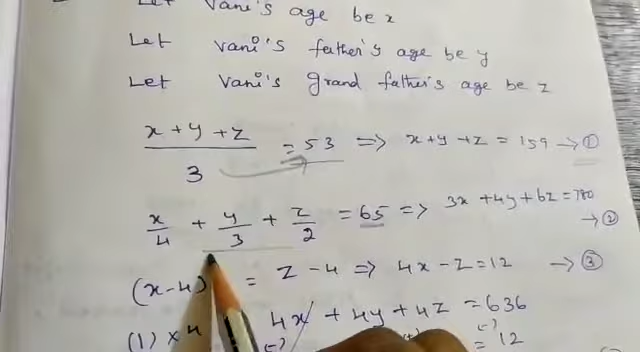 Let Vani's age be x
Let Vani's father's age be y
Let Vani's grand father's age be z
x+y+z / 3 = 53 => x+y+z = 159 → ①
x/4 + y/3 + z/2 = 65 => 3x+4y+6z=780 → ②
(x-4) = z-4 => 4x-z=12 → ③
(1) x 4 4x + 4y + 4z = 636
(-) (-) = 12